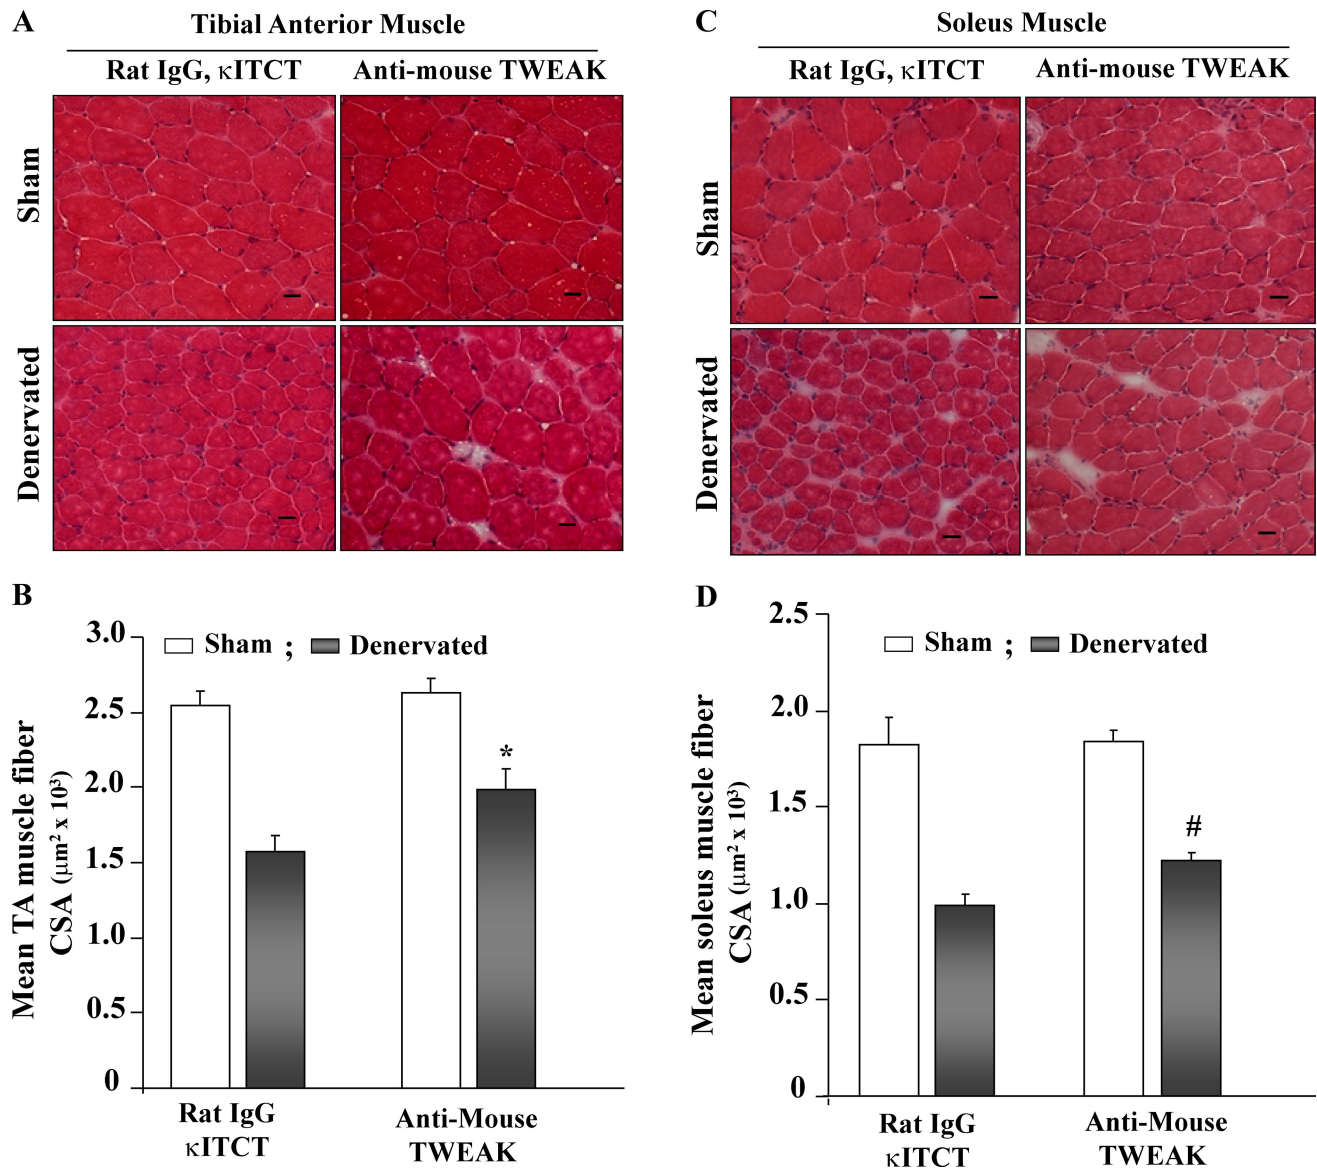 A
Tibial Anterior Muscle
Rat IgG, κITCT
Anti-mouse TWEAK
Sham
Denervated
C
Soleus Muscle
Rat IgG, κITCT
Anti-mouse TWEAK
Sham
Denervated
B
Mean TA muscle fiber
CSA (μm² x 10³)
3.0
2.5
2.0
1.5
1.0
0.5
0
Sham ; Denervated
*
Rat IgG
κITCT
Anti-Mouse
TWEAK
D
Mean soleus muscle fiber
CSA (μm² x 10³)
2.5
2.0
1.5
1.0
0.5
0
Sham ; Denervated
#
Rat IgG
κITCT
Anti-Mouse
TWEAK